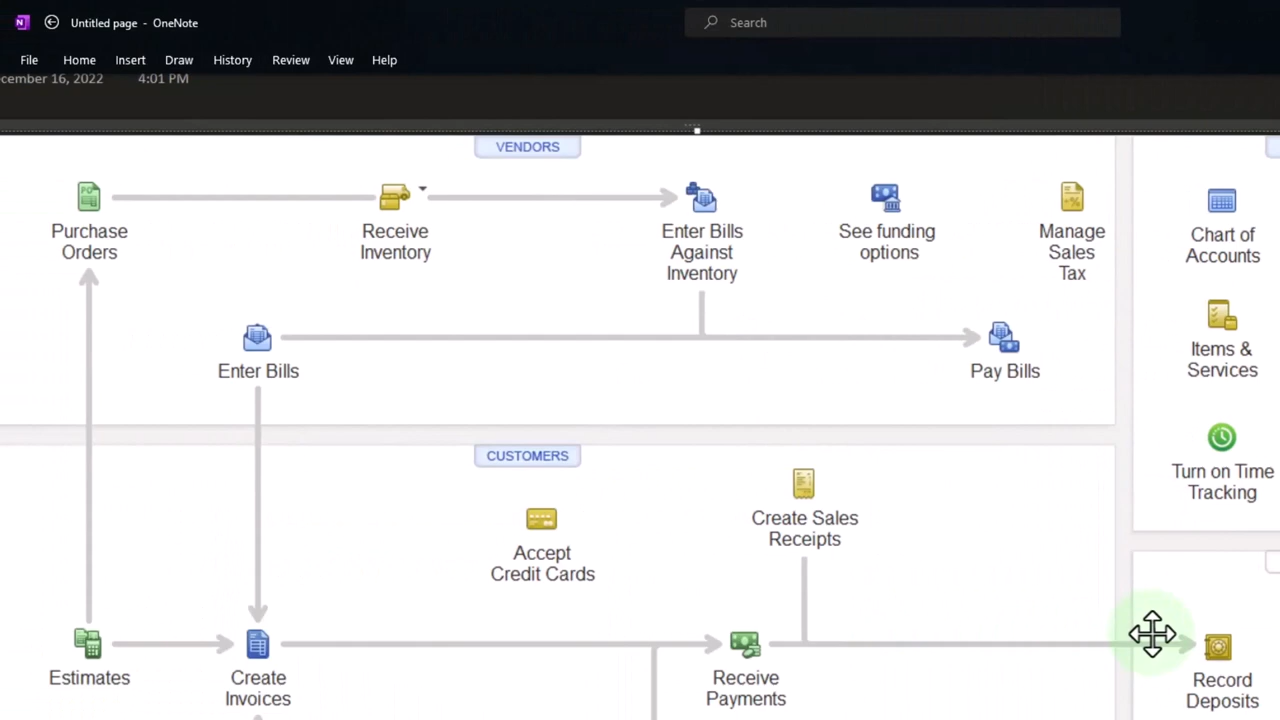 Untitled page - OneNote
Search
File Home Insert Draw History Review View Help
cember 16, 2022 4:01 PM
VENDORS
Purchase
Orders
Receive
Inventory
Enter Bills
Against
Inventory
See funding
options
Manage
Sales
Tax
Chart of
Accounts
Enter Bills
Pay Bills
Items &
Services
CUSTOMERS
Turn on Time
Tracking
Create Sales
Receipts
Accept
Credit Cards
Estimates
Create
Invoices
Receive
Payments
Record
Deposits